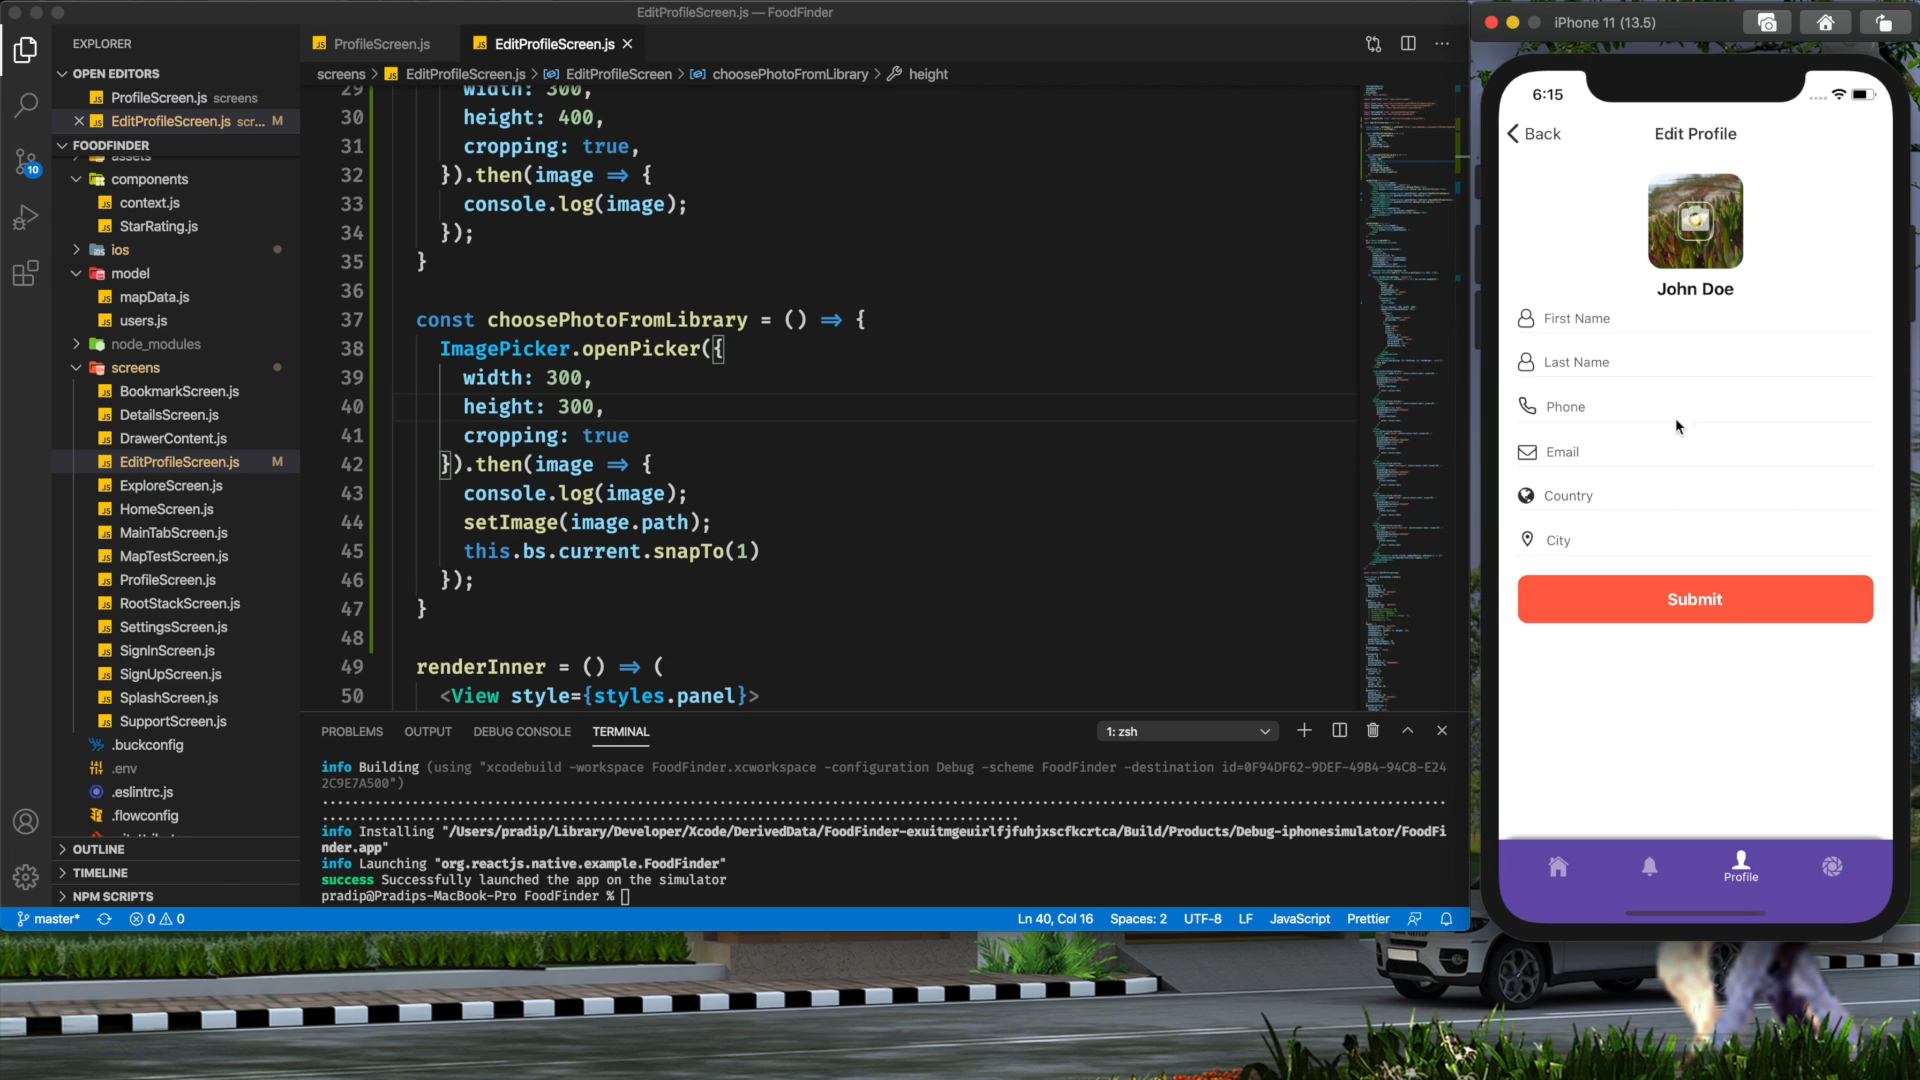 EditProfileScreen.js — FoodFinder
EXPLORER
OPEN EDITORS
ProfileScreen.js screens
EditProfileScreen.js scr... M
FOODFINDER
assets
components
context.js
StarRating.js
ios
model
mapData.js
users.js
node_modules
screens
BookmarkScreen.js
DetailsScreen.js
DrawerContent.js
EditProfileScreen.js M
ExploreScreen.js
HomeScreen.js
MainTabScreen.js
MapTestScreen.js
ProfileScreen.js
RootStackScreen.js
SettingsScreen.js
SignInScreen.js
SignUpScreen.js
SplashScreen.js
SupportScreen.js
.buckconfig
.env
.eslintrc.js
.flowconfig
OUTLINE
TIMELINE
NPM SCRIPTS
10
ProfileScreen.js
EditProfileScreen.js
screens > EditProfileScreen.js > EditProfileScreen > choosePhotoFromLibrary > height
29 width: 300,
30 height: 400,
31 cropping: true,
32 }).then(image => {
33 console.log(image);
34 });
35 }
36
37 const choosePhotoFromLibrary = () => {
38 ImagePicker.openPicker({
39 width: 300,
40 height: 300,
41 cropping: true
42 }).then(image => {
43 console.log(image);
44 setImage(image.path);
45 this.bs.current.snapTo(1)
46 });
47 }
48
49 renderInner = () => (
50 <View style={styles.panel}>
PROBLEMS OUTPUT DEBUG CONSOLE TERMINAL
1: zsh
info Building (using "xcodebuild -workspace FoodFinder.xcworkspace -configuration Debug -scheme FoodFinder -destination id=0F94DF62-9DEF-49B4-94C8-E24
2C9E7A500")
info Installing "/Users/pradip/Library/Developer/Xcode/DerivedData/FoodFinder-exuitmgeuirlfjfuhjxscfkcrtca/Build/Products/Debug-iphonesimulator/FoodFi
nder.app"
info Launching "org.reactjs.native.example.FoodFinder"
success Successfully launched the app on the simulator
pradip@Pradips-MacBook-Pro FoodFinder %
master* 0 0
Ln 40, Col 16 Spaces: 2 UTF-8 LF JavaScript Prettier
iPhone 11 (13.5)
6:15
Back
Edit Profile
John Doe
First Name
Last Name
Phone
Email
Country
City
Submit
Profile